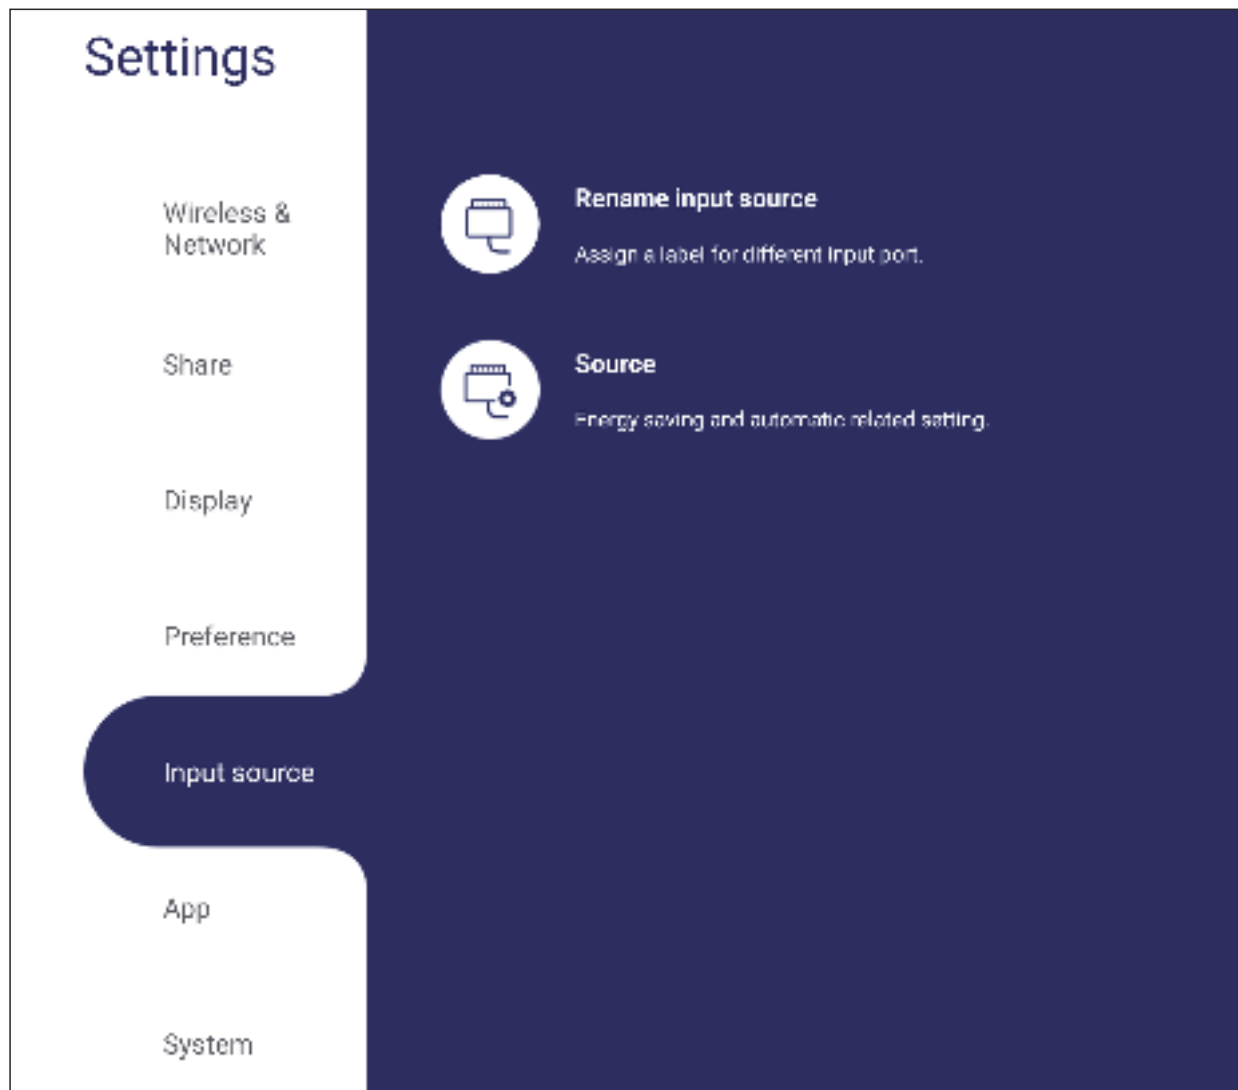 Settings
Wireless &
Network
Share
Display
Preference
Input source
App
System
Rename input source
Assign a label for different input port.
Source
Energy saving and automatic related setting.